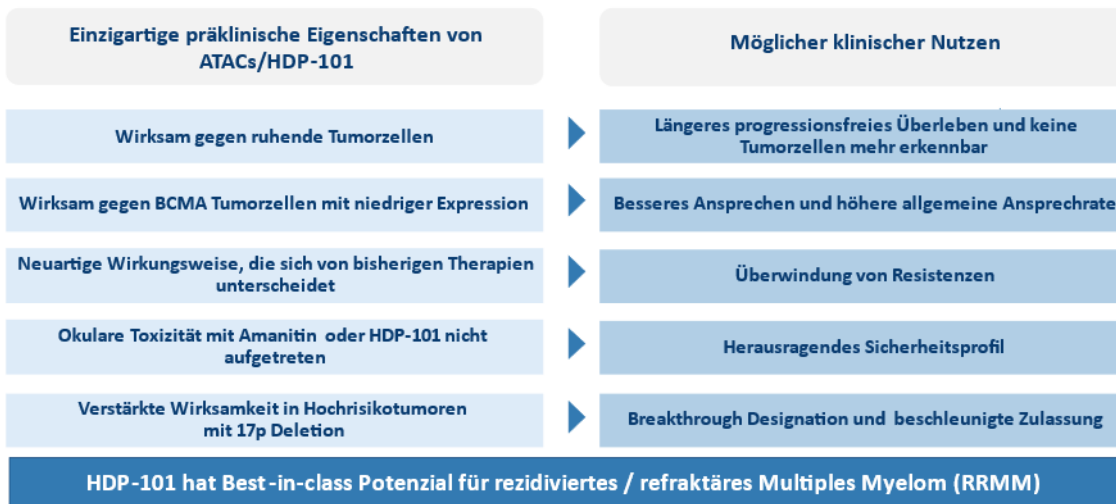 Einzigartige präklinische Eigenschaften von
ATACs/HDP-101
Möglicher klinischer Nutzen
Wirksam gegen ruhende Tumorzellen
Längeres progressionsfreies Überleben und keine
Tumorzellen mehr erkennbar
Wirksam gegen BCMA Tumorzellen mit niedriger Expression
Besseres Ansprechen und höhere allgemeine Ansprechrate
Neuartige Wirkungsweise, die sich von bisherigen Therapien
unterscheidet
Überwindung von Resistenzen
Okulare Toxizität mit Amanitin oder HDP-101 nicht
aufgetreten
Herausragendes Sicherheitsprofil
Verstärkte Wirksamkeit in Hochrisikotumoren
mit 17p Deletion
Breakthrough Designation und beschleunigte Zulassung
HDP-101 hat Best-in-class Potenzial für rezidiviertes / refraktäres Multiples Myelom (RRMM)